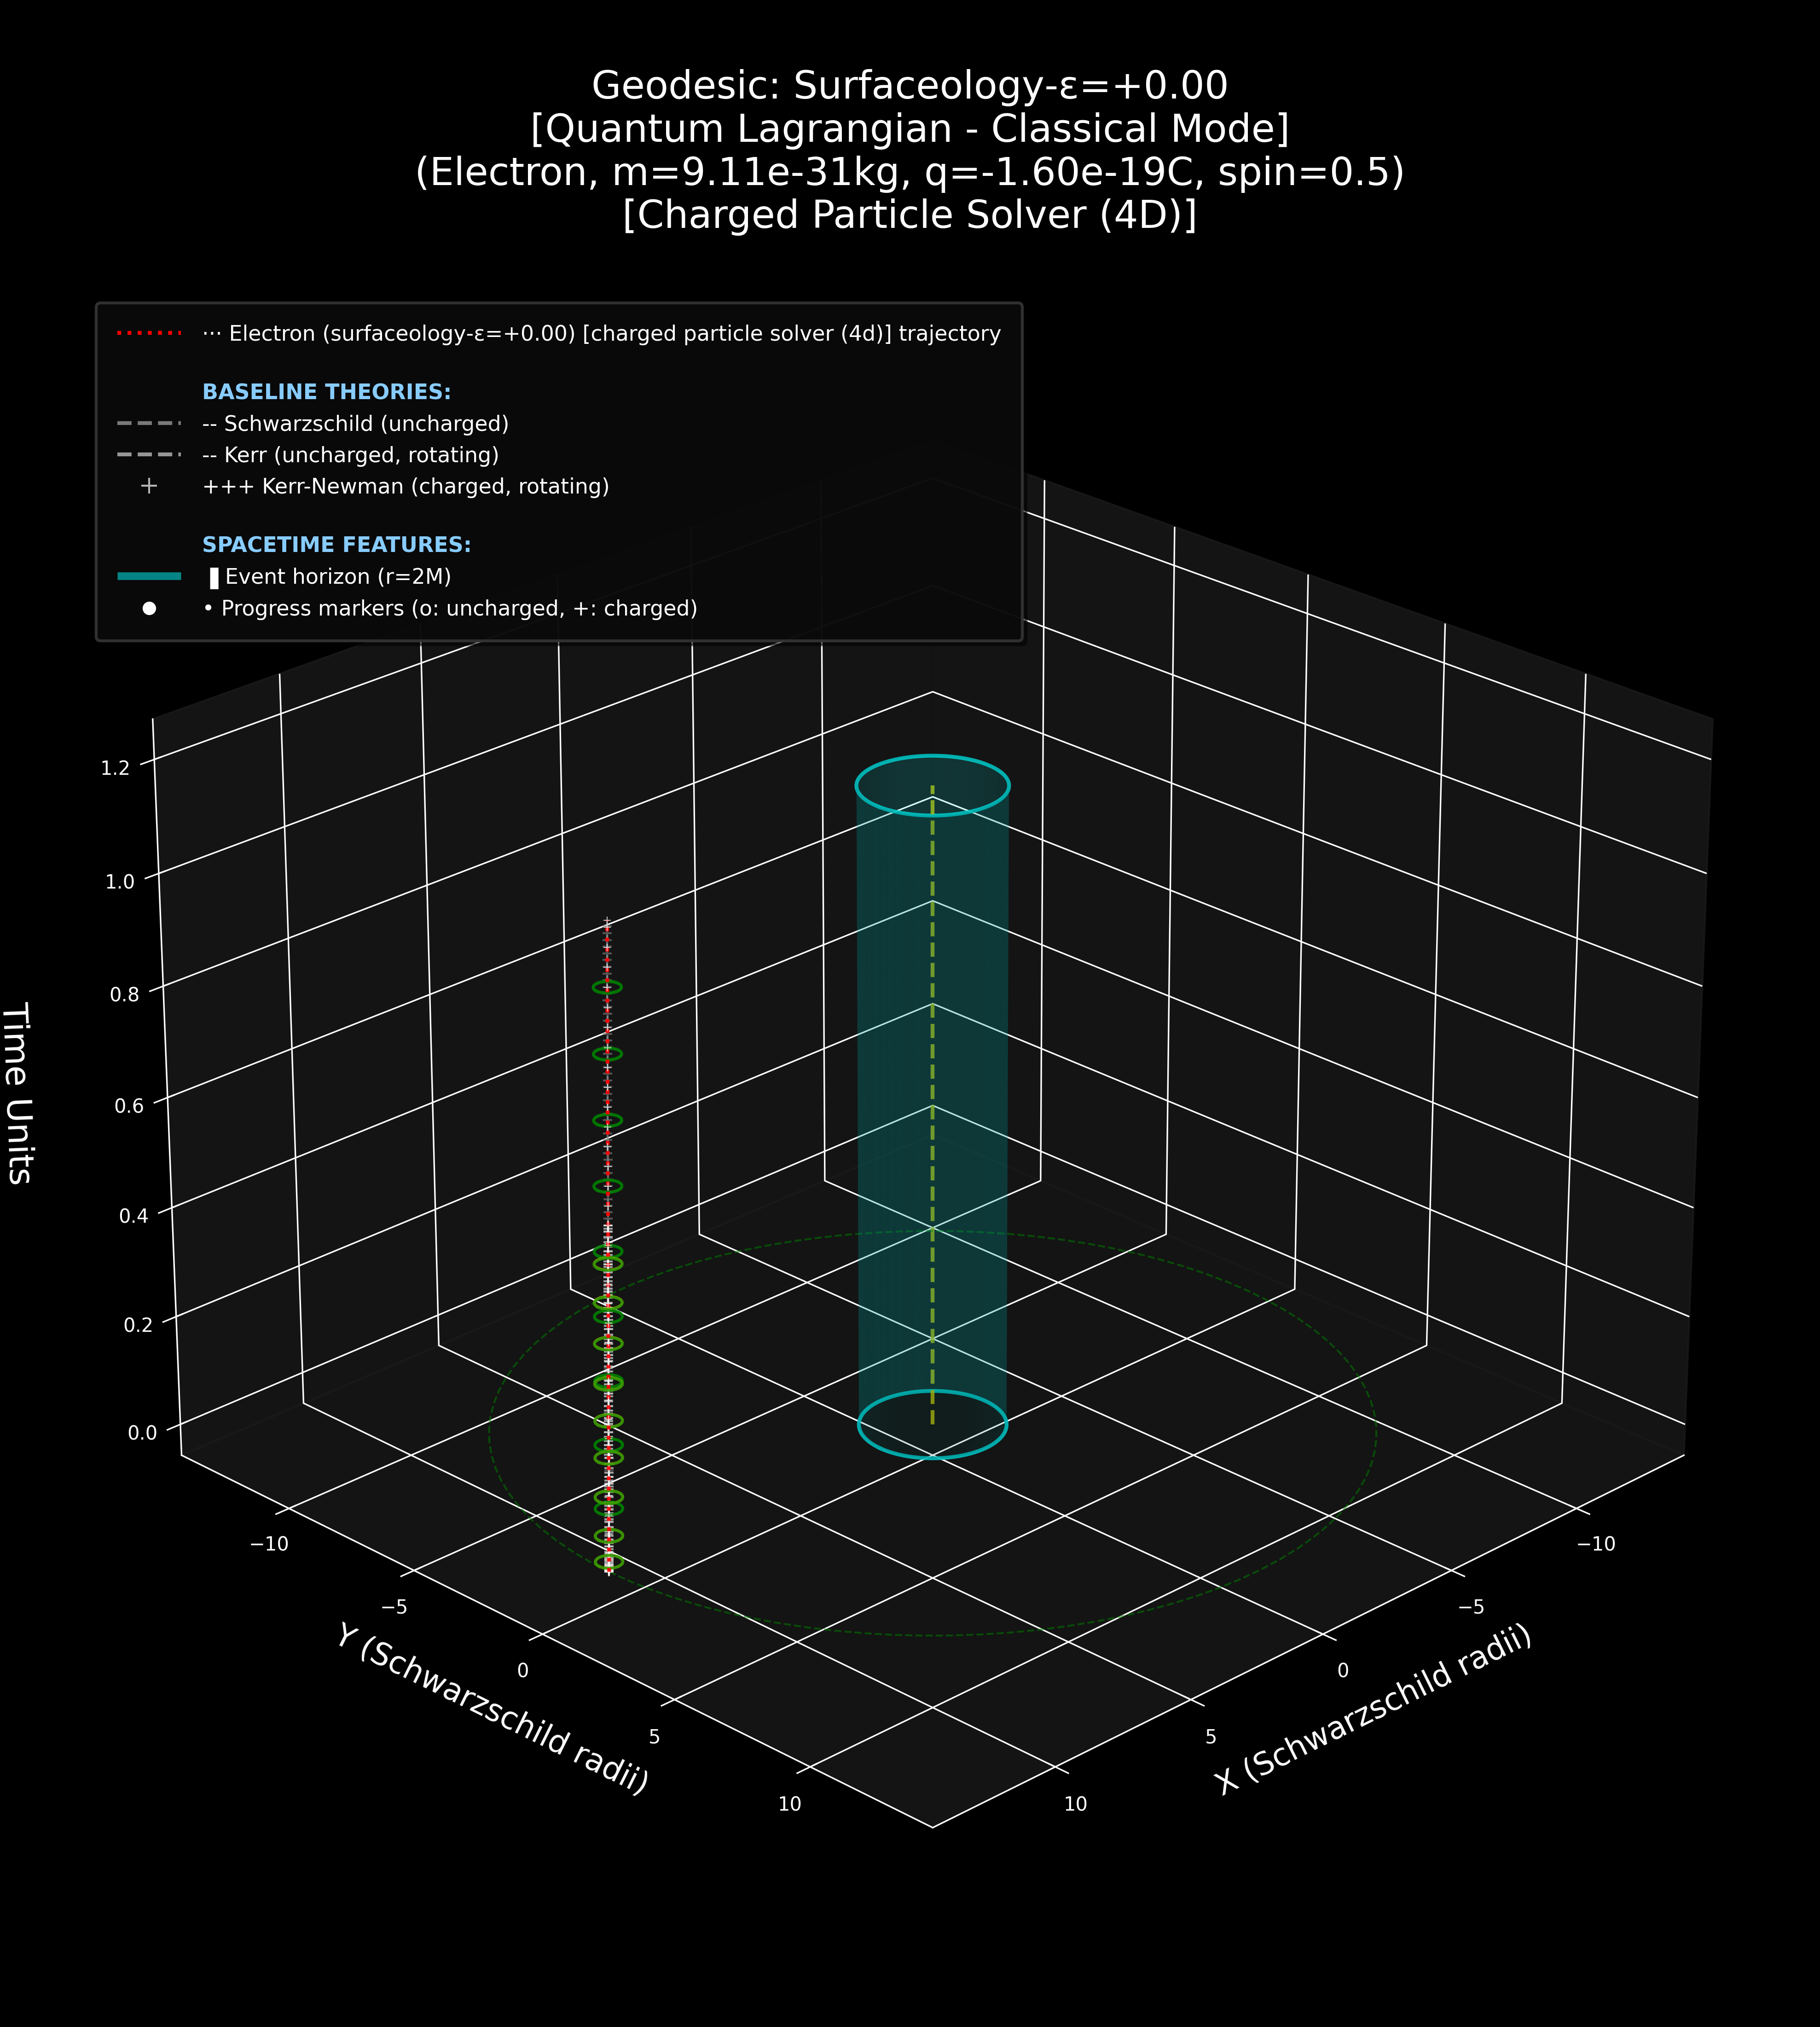 Geodesic: Surfaceology-ε=+0.00
[Quantum Lagrangian - Classical Mode]
(Electron, m=9.11e-31kg, q=-1.60e-19C, spin=0.5)
[Charged Particle Solver (4D)]
··· Electron (surfaceology-ε=+0.00) [charged particle solver (4d)] trajectory
BASELINE THEORIES:
-- Schwarzschild (uncharged)
-- Kerr (uncharged, rotating)
+++ Kerr-Newman (charged, rotating)
SPACETIME FEATURES:
▐ Event horizon (r=2M)
• Progress markers (o: uncharged, +: charged)
1.2
1.0
0.8
0.6
0.4
0.2
0.0
Time Units
−10
−5
0
5
10
Y (Schwarzschild radii)
−10
−5
0
5
10
X (Schwarzschild radii)